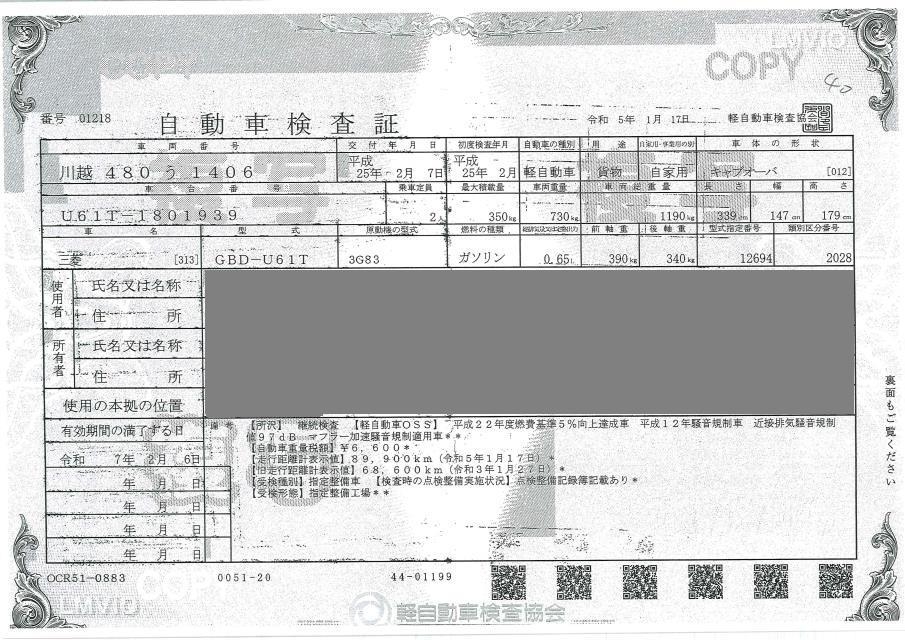 COPY
番号 01218
自動車検査証
令和 5年 1月 17日
軽自動車検査協会
車両番号 交付年月日 初度検査年月 自動車の種別 用途 自家用・事業用の別 車体の形状
川越 480 う 1406 平成 25年 2月 7日 平成 25年 2月 軽自動車 貨物 自家用 キャブオーバ [012]
車台番号 乗車定員 最大積載量 車両重量 車両総重量 長さ 幅 高さ
U61T-1801939 2人 350kg 730kg 1190kg 339cm 147cm 179cm
車名 型式 原動機の型式 燃料の種類 総排気量又は定格出力 前軸重 後軸重 型式指定番号 類別区分番号
三菱 [313] GBD-U61T 3G83 ガソリン 0.65L 390kg 340kg 12694 2028
使用者 氏名又は名称
住所
所有者 氏名又は名称
住所
使用の本拠の位置
有効期間の満了する日
令和 7年 2月 6日
年 月 日
年 月 日
年 月 日
年 月 日
備考
【所沢】 継続検査 【軽自動車OSS】 平成22年度燃費基準5%向上達成車 平成12年騒音規制車 近接排気騒音規制
値97dB マフラー加速騒音規制適用車**
【自動車重量税額】¥6,600*
【走行距離計表示値】89,900km(令和5年1月17日)*
【旧走行距離計表示値】68,600km(令和3年1月27日)*
【受検種別】指定整備車 【検査時の点検整備実施状況】点検整備記録簿記載あり*
【受検形態】指定整備工場**
裏面もご覧ください
OCR51-0883 0051-20 44-01199
LMVIO
軽自動車検査協会